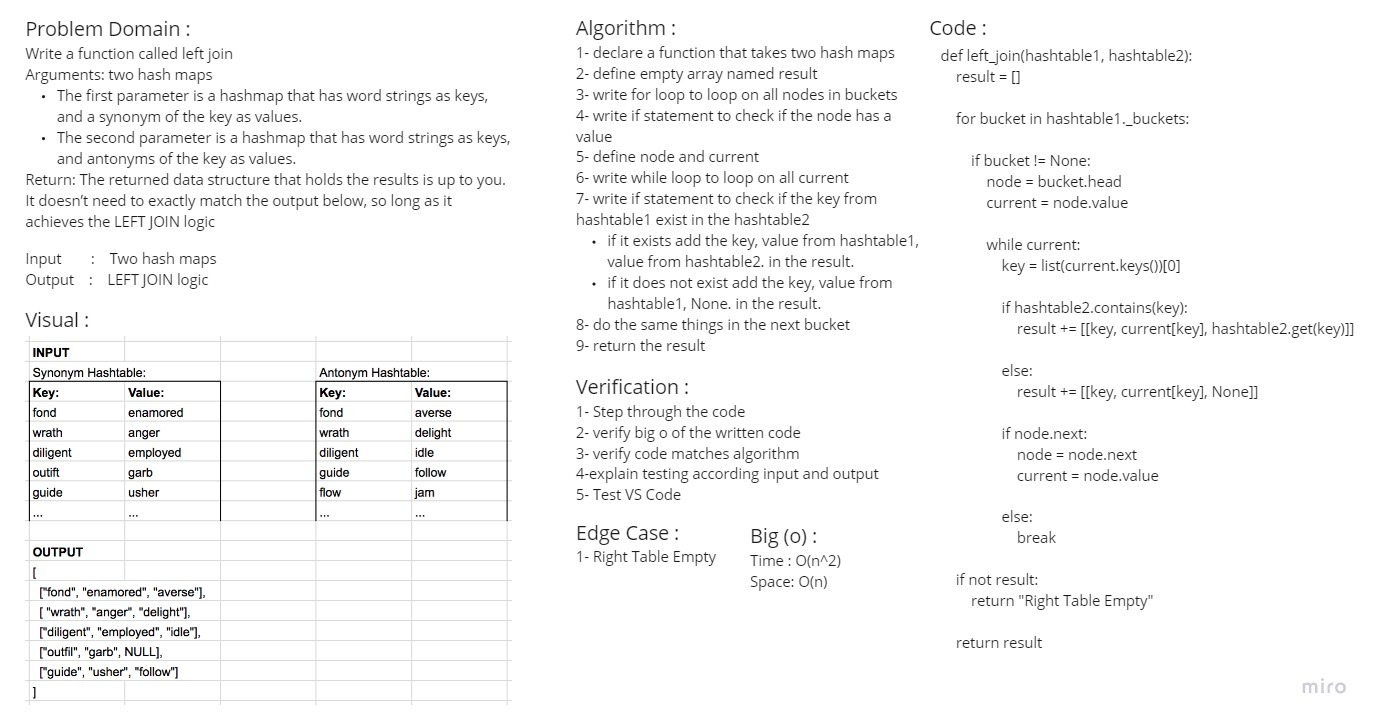 Problem Domain :
Write a function called left join
Arguments: two hash maps
• The first parameter is a hashmap that has word strings as keys,
and a synonym of the key as values.
• The second parameter is a hashmap that has word strings as keys,
and antonyms of the key as values.
Return: The returned data structure that holds the results is up to you.
It doesn’t need to exactly match the output below, so long as it
achieves the LEFT JOIN logic
Input : Two hash maps
Output : LEFT JOIN logic
Visual :
INPUT
Synonym Hashtable: Antonym Hashtable:
Key: Value: Key: Value:
fond enamored fond averse
wrath anger wrath delight
diligent employed diligent idle
outift garb guide follow
guide usher flow jam
... ... ... ...
OUTPUT
[
["fond", "enamored", "averse"],
[ "wrath", "anger", "delight"],
["diligent", "employed", "idle"],
["outfil", "garb", NULL],
["guide", "usher", "follow"]
]
Algorithm :
1- declare a function that takes two hash maps
2- define empty array named result
3- write for loop to loop on all nodes in buckets
4- write if statement to check if the node has a
value
5- define node and current
6- write while loop to loop on all current
7- write if statement to check if the key from
hashtable1 exist in the hashtable2
• if it exists add the key, value from hashtable1,
value from hashtable2. in the result.
• if it does not exist add the key, value from
hashtable1, None. in the result.
8- do the same things in the next bucket
9- return the result
Verification :
1- Step through the code
2- verify big o of the written code
3- verify code matches algorithm
4-explain testing according input and output
5- Test VS Code
Edge Case :
1- Right Table Empty
Big (o) :
Time : O(n^2)
Space: O(n)
Code :
def left_join(hashtable1, hashtable2):
result = []
for bucket in hashtable1._buckets:
if bucket != None:
node = bucket.head
current = node.value
while current:
key = list(current.keys())[0]
if hashtable2.contains(key):
result += [[key, current[key], hashtable2.get(key)]]
else:
result += [[key, current[key], None]]
if node.next:
node = node.next
current = node.value
else:
break
if not result:
return "Right Table Empty"
return result
miro